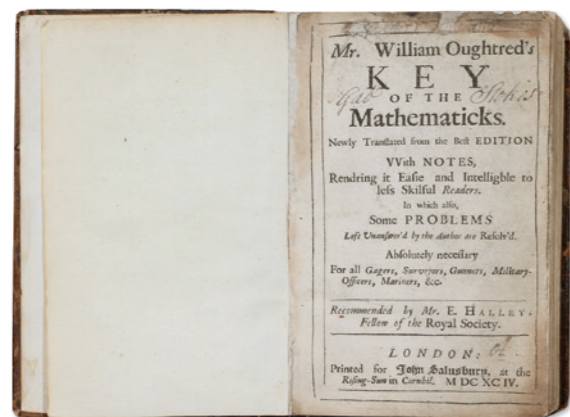 Mr. William Oughtred's
KEY
Gab Stokes
OF THE
Mathematicks.
Newly Translated from the Best EDITION
VVith NOTES,
Rendring it Easie and Intelligble to
less Skilful Readers.
In which also,
Some PROBLEMS
Left Unanswer'd by the Author are Resolv'd.
Absolutely necessary
For all Gagers, Surveyors, Gunners, Military-
Officers, Mariners, &c.
Recommended by Mr. E. HALLEY,
Fellow of the Royal Society.
LONDON:
Printed for John Salusbury, at the
Rising-Sun in Cornhil. M DC XC IV.